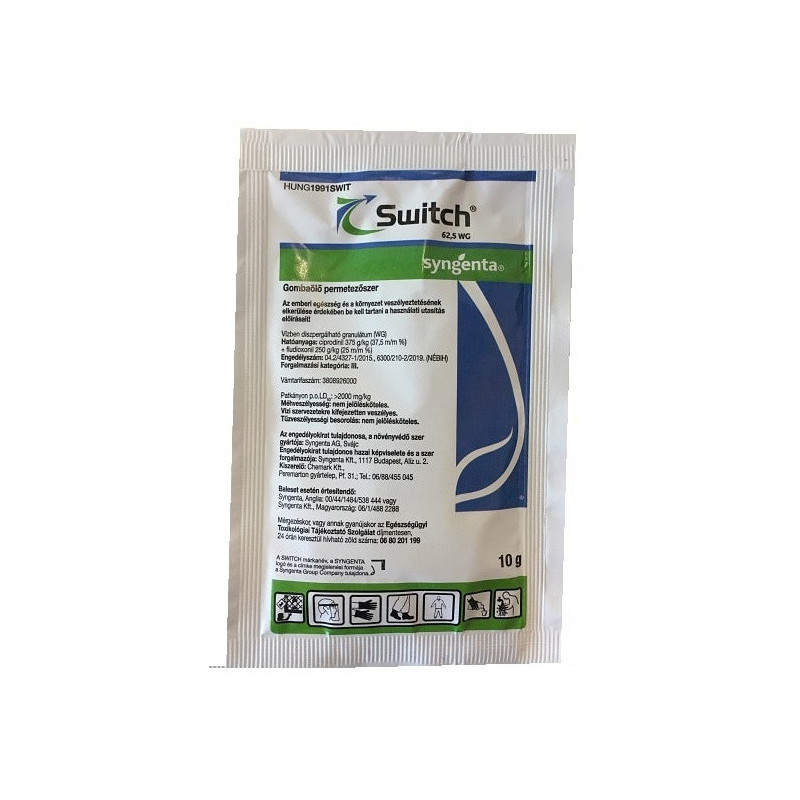 HUNG1991SWIT
Switch®
62,5 WG
syngenta®
Gombaölő permetezőszer
Az emberi egészség és a környezet veszélyeztetésének
elkerülése érdekében be kell tartani a használati utasítás
előírásait!
Vízben diszpergálható granulátum (WG)
Hatóanyaga: ciprodinil 375 g/kg (37,5 m/m %)
+ fludioxonil 250 g/kg (25 m/m %)
Engedélyszám: 04.2/4327-1/2015., 6300/210-2/2019. (NÉBIH)
Forgalmazási kategória: III.
Vámtarifaszám: 3808926000
Patkányon p.o.LD50: >2000 mg/kg
Méhveszélyesség: nem jelölésköteles.
Vízi szervezetekre kifejezetten veszélyes.
Tűzveszélyességi besorolás: nem jelölésköteles.
Az engedélyokirat tulajdonosa, a növényvédő szer
gyártója: Syngenta AG, Svájc
Engedélyokirat tulajdonos hazai képviselete és a szer
forgalmazója: Syngenta Kft., 1117 Budapest, Aliz u. 2.
Kiszerelő: Chemark Kft.,
Peremarton gyártelep, Pf. 31.; Tel.: 06/88/455 045
Baleset esetén értesítendő:
Syngenta, Anglia: 00/44/1484/538 444 vagy
Syngenta Kft., Magyarország: 06/1/488 2288
Mérgezéskor, vagy annak gyanújakor az Egészségügyi
Toxikológiai Tájékoztató Szolgálat díjmentesen,
24 órán keresztül hívható zöld száma: 06 80 201 199
A SWITCH márkanév, a SYNGENTA
logó és a címke megjelenési formája
a Syngenta Group Company tulajdona.
10 g